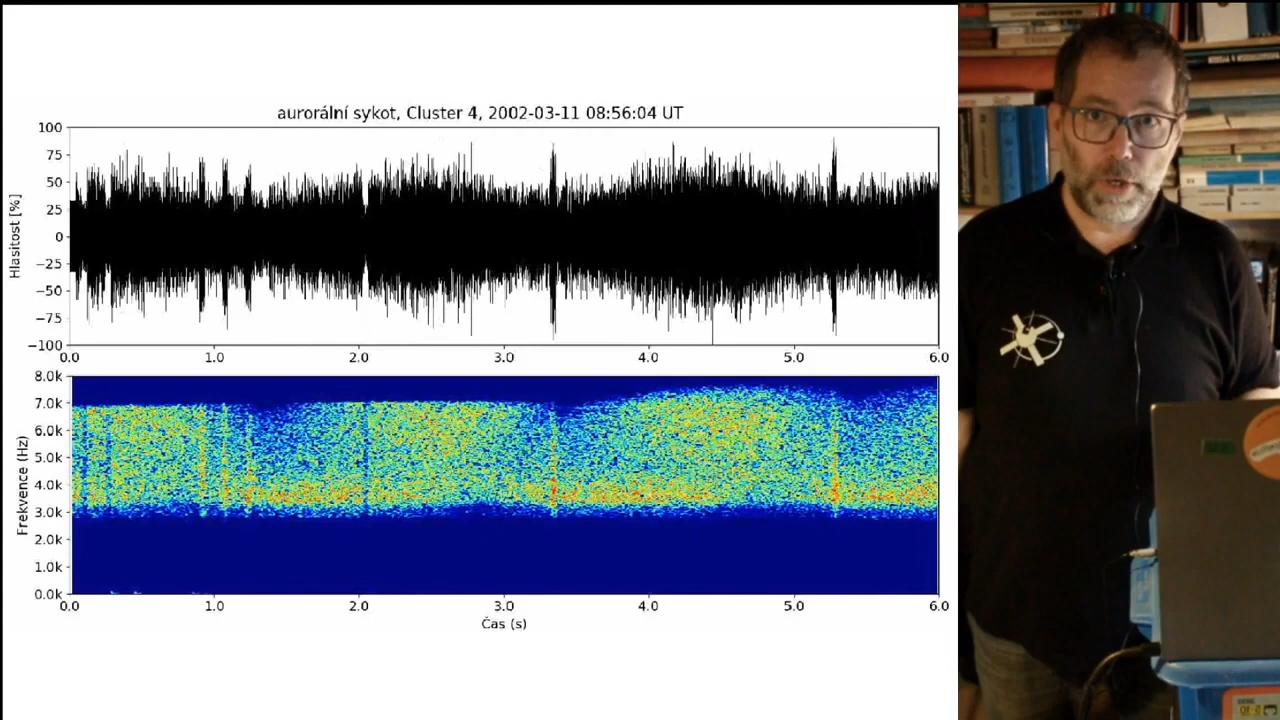 aurorální sykot, Cluster 4, 2002-03-11 08:56:04 UT
Hlasitost [%]
100
75
50
25
0
−25
−50
−75
−100
0.0 1.0 2.0 3.0 4.0 5.0 6.0
Frekvence (Hz)
8.0k
7.0k
6.0k
5.0k
4.0k
3.0k
2.0k
1.0k
0.0k
0.0 1.0 2.0 3.0 4.0 5.0 6.0
Čas (s)